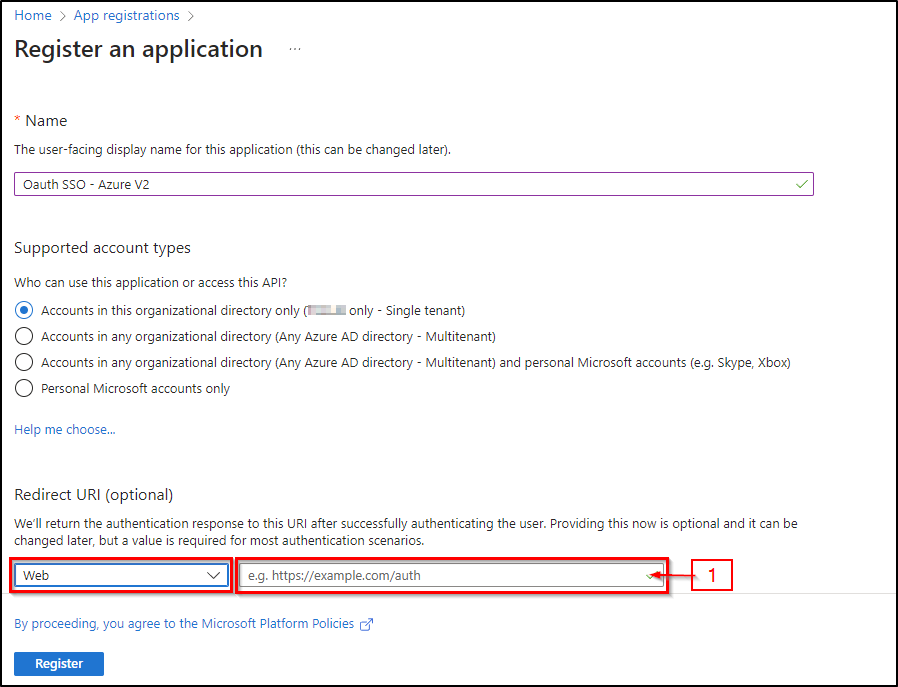 Home > App registrations >
Register an application ...
* Name
The user-facing display name for this application (this can be changed later).
Oauth SSO - Azure V2
Supported account types
Who can use this application or access this API?
Accounts in this organizational directory only ( only - Single tenant)
Accounts in any organizational directory (Any Azure AD directory - Multitenant)
Accounts in any organizational directory (Any Azure AD directory - Multitenant) and personal Microsoft accounts (e.g. Skype, Xbox)
Personal Microsoft accounts only
Help me choose...
Redirect URI (optional)
We'll return the authentication response to this URI after successfully authenticating the user. Providing this now is optional and it can be
changed later, but a value is required for most authentication scenarios.
Web e.g. https://example.com/auth 1
By proceeding, you agree to the Microsoft Platform Policies
Register